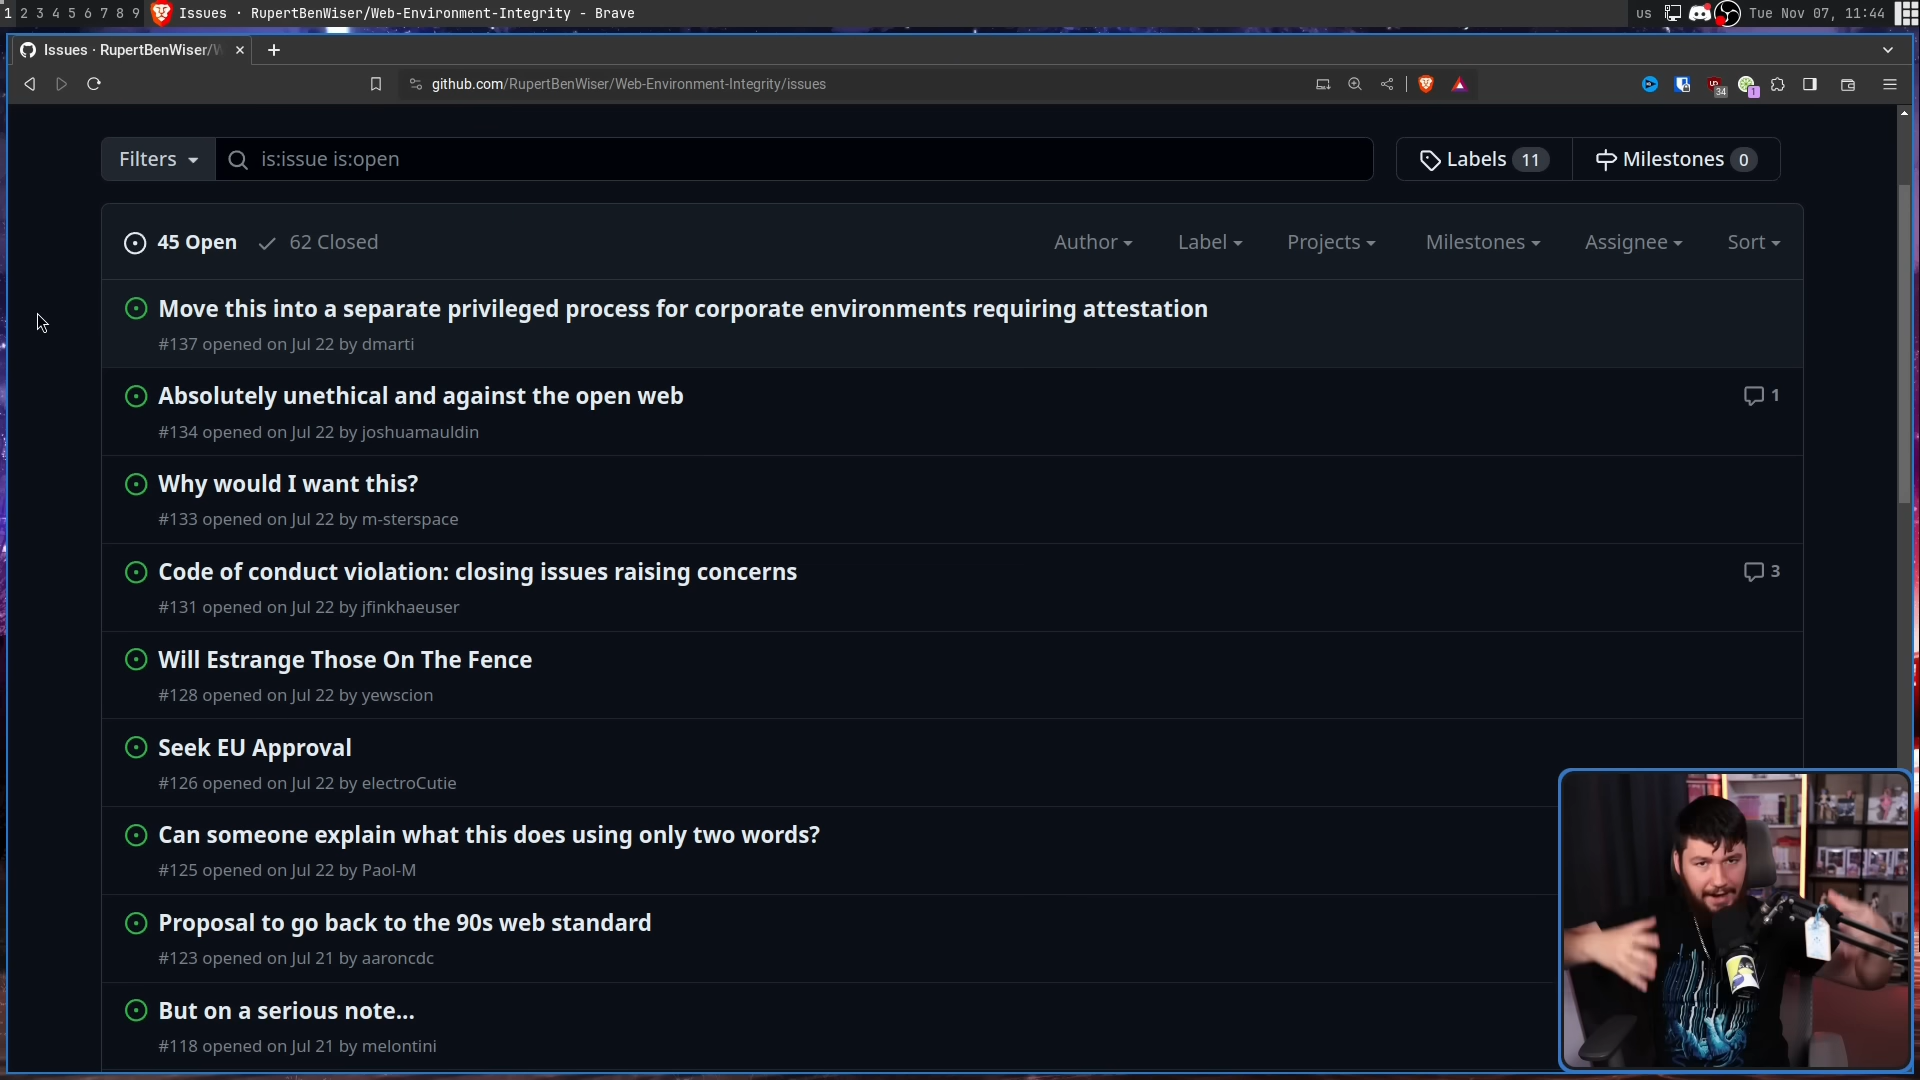 1 2 3 4 5 6 7 8 9 Issues · RupertBenWiser/Web-Environment-Integrity - Brave us Tue Nov 07, 11:44
Issues · RupertBenWiser/W
github.com/RupertBenWiser/Web-Environment-Integrity/issues 34 1
Filters is:issue is:open Labels 11 Milestones 0
45 Open 62 Closed Author Label Projects Milestones Assignee Sort
Move this into a separate privileged process for corporate environments requiring attestation
#137 opened on Jul 22 by dmarti
Absolutely unethical and against the open web 1
#134 opened on Jul 22 by joshuamauldin
Why would I want this?
#133 opened on Jul 22 by m-sterspace
Code of conduct violation: closing issues raising concerns 3
#131 opened on Jul 22 by jfinkhaeuser
Will Estrange Those On The Fence
#128 opened on Jul 22 by yewscion
Seek EU Approval
#126 opened on Jul 22 by electroCutie
Can someone explain what this does using only two words?
#125 opened on Jul 22 by Paol-M
Proposal to go back to the 90s web standard
#123 opened on Jul 21 by aaroncdc
But on a serious note...
#118 opened on Jul 21 by melontini